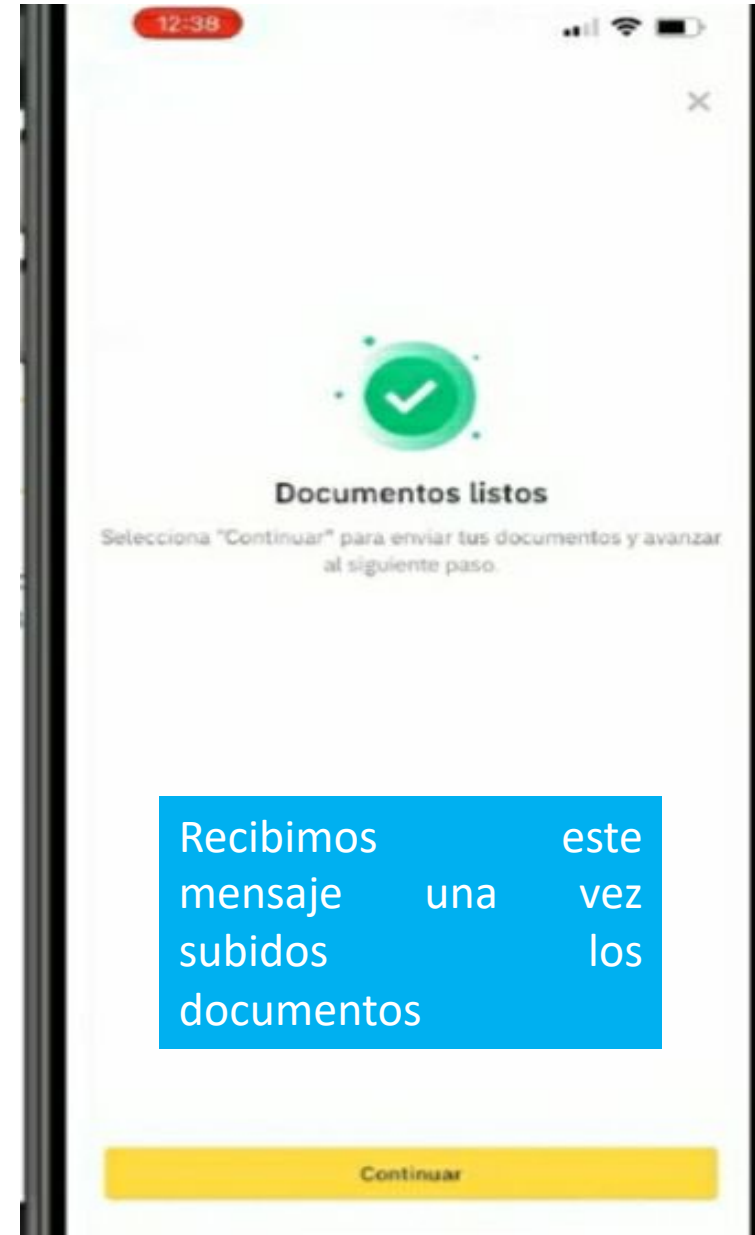 12:38
Documentos listos
Selecciona "Continuar" para enviar tus documentos y avanzar
al siguiente paso.
Recibimos este
mensaje una vez
subidos los
documentos
Continuar